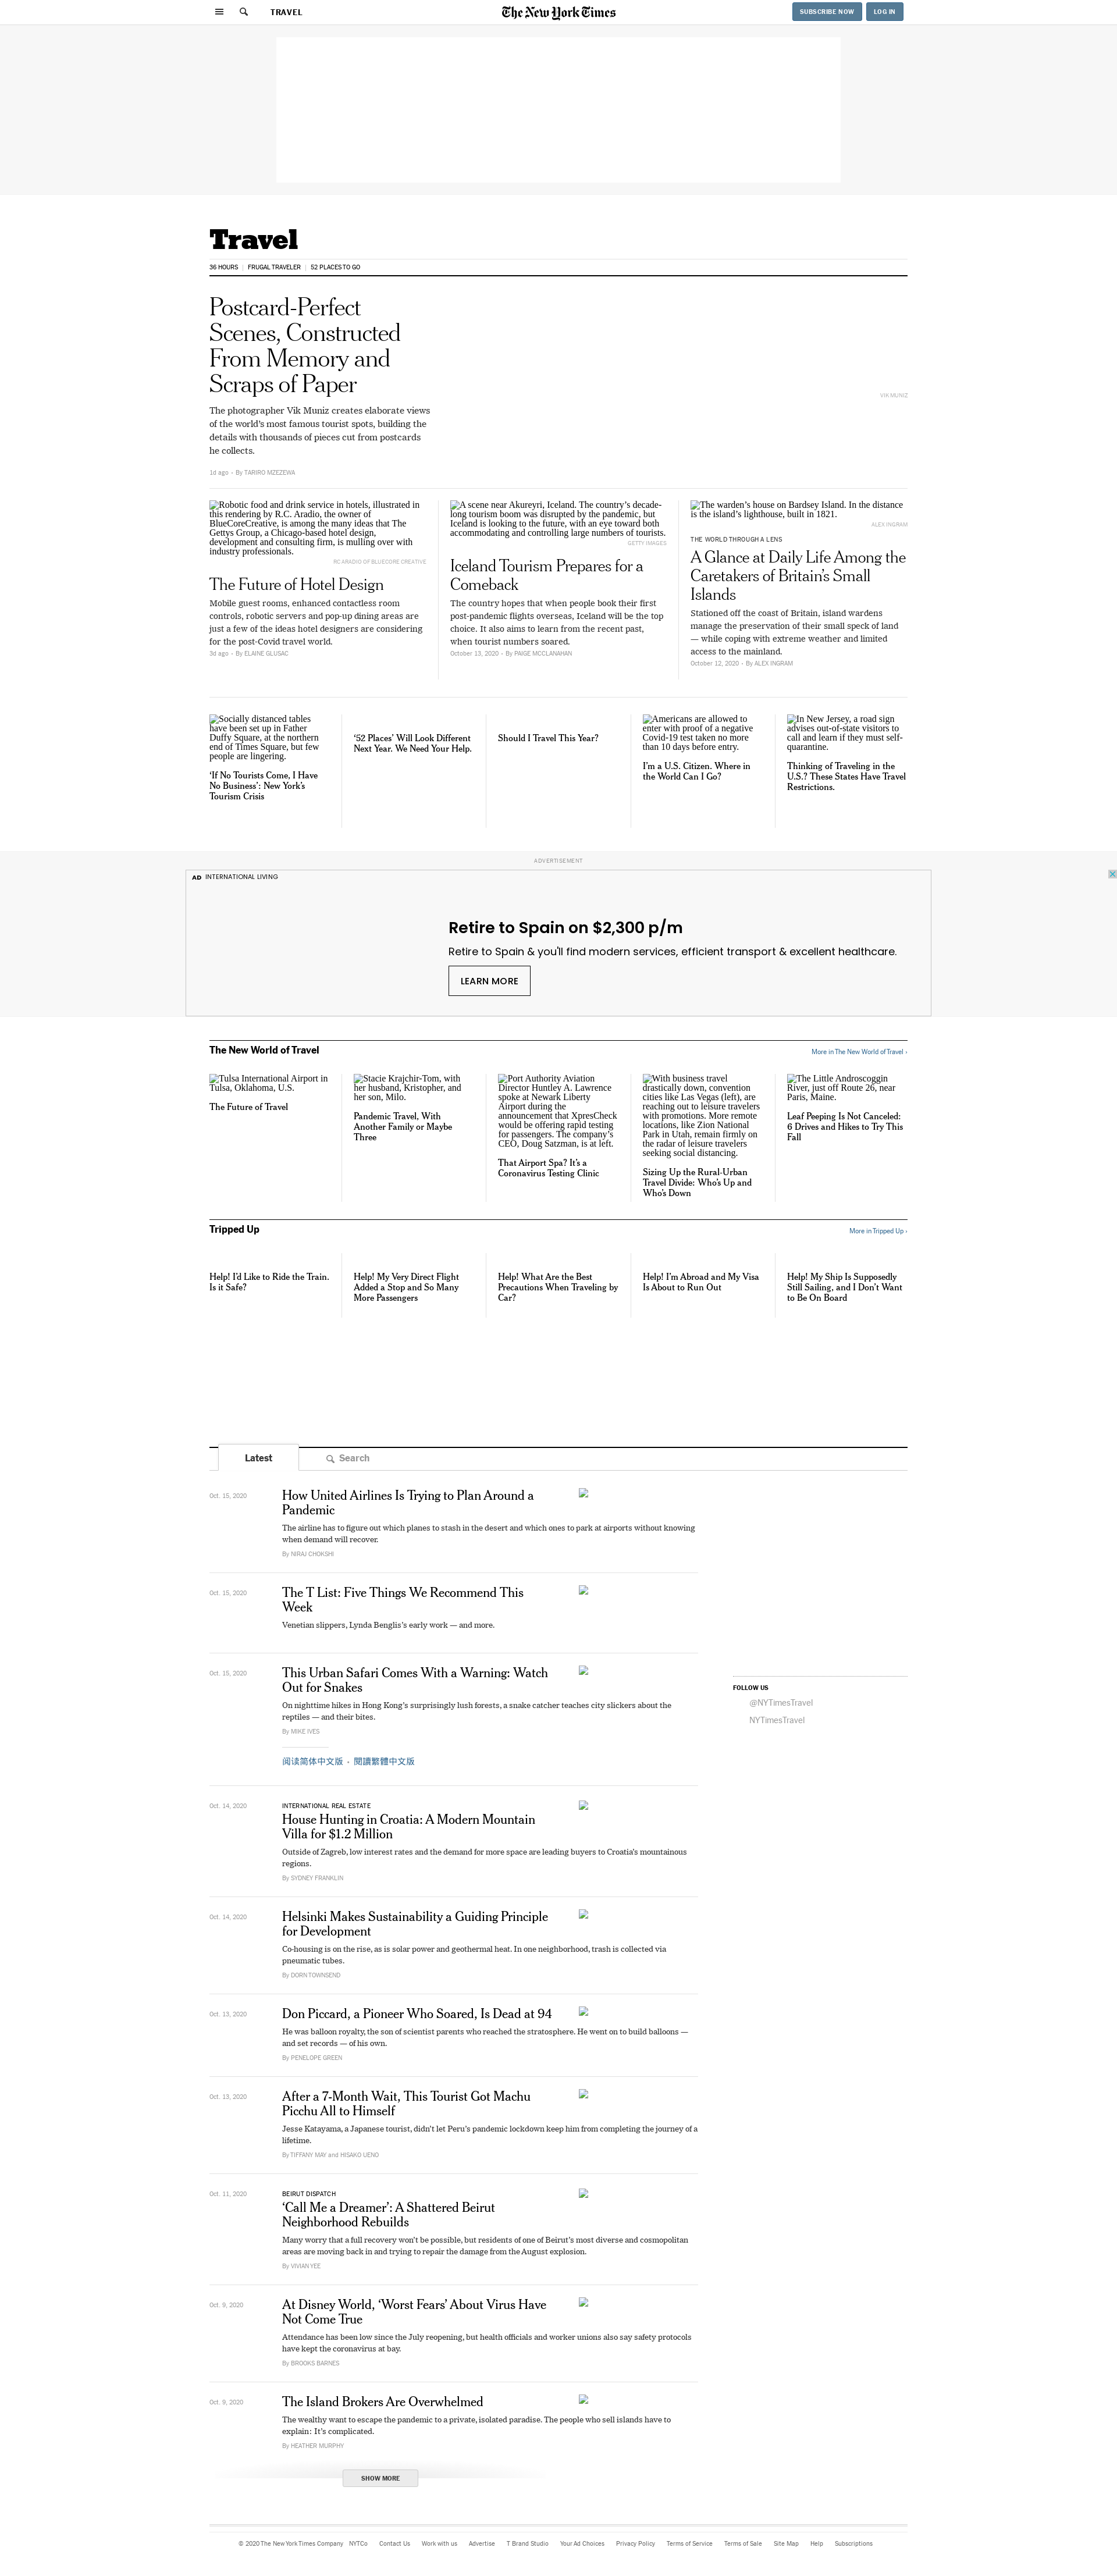 TRAVEL
The New York Times
SUBSCRIBE NOW
LOG IN
Travel
36 HOURS
FRUGAL TRAVELER
52 PLACES TO GO
Postcard-Perfect
Scenes, Constructed
From Memory and
Scraps of Paper
The photographer Vik Muniz creates elaborate views
of the world’s most famous tourist spots, building the
details with thousands of pieces cut from postcards
he collects.
1d ago • By TARIRO MZEZEWA
VIK MUNIZ
Robotic food and drink service in hotels, illustrated in
this rendering by R.C. Aradio, the owner of
BlueCoreCreative, is among the many ideas that The
Gettys Group, a Chicago-based hotel design,
development and consulting firm, is mulling over with
industry professionals.
RC ARADIO OF BLUECORE CREATIVE
The Future of Hotel Design
Mobile guest rooms, enhanced contactless room
controls, robotic servers and pop-up dining areas are
just a few of the ideas hotel designers are considering
for the post-Covid travel world.
3d ago • By ELAINE GLUSAC
A scene near Akureyri, Iceland. The country’s decade-
long tourism boom was disrupted by the pandemic, but
Iceland is looking to the future, with an eye toward both
accommodating and controlling large numbers of tourists.
GETTY IMAGES
Iceland Tourism Prepares for a
Comeback
The country hopes that when people book their first
post-pandemic flights overseas, Iceland will be the top
choice. It also aims to learn from the recent past,
when tourist numbers soared.
October 13, 2020 • By PAIGE MCCLANAHAN
The warden’s house on Bardsey Island. In the distance
is the island’s lighthouse, built in 1821.
ALEX INGRAM
THE WORLD THROUGH A LENS
A Glance at Daily Life Among the
Caretakers of Britain’s Small
Islands
Stationed off the coast of Britain, island wardens
manage the preservation of their small speck of land
— while coping with extreme weather and limited
access to the mainland.
October 12, 2020 • By ALEX INGRAM
Socially distanced tables
have been set up in Father
Duffy Square, at the northern
end of Times Square, but few
people are lingering.
‘If No Tourists Come, I Have
No Business’: New York’s
Tourism Crisis
‘52 Places’ Will Look Different
Next Year. We Need Your Help.
Should I Travel This Year?
Americans are allowed to
enter with proof of a negative
Covid-19 test taken no more
than 10 days before entry.
I’m a U.S. Citizen. Where in
the World Can I Go?
In New Jersey, a road sign
advises out-of-state visitors to
call and learn if they must self-
quarantine.
Thinking of Traveling in the
U.S.? These States Have Travel
Restrictions.
ADVERTISEMENT
AD INTERNATIONAL LIVING
Retire to Spain on $2,300 p/m
Retire to Spain & you'll find modern services, efficient transport & excellent healthcare.
LEARN MORE
The New World of Travel
More in The New World of Travel ›
Tulsa International Airport in
Tulsa, Oklahoma, U.S.
The Future of Travel
Stacie Krajchir-Tom, with
her husband, Kristopher, and
her son, Milo.
Pandemic Travel, With
Another Family or Maybe
Three
Port Authority Aviation
Director Huntley A. Lawrence
spoke at Newark Liberty
Airport during the
announcement that XpresCheck
would be offering rapid testing
for passengers. The company’s
CEO, Doug Satzman, is at left.
That Airport Spa? It’s a
Coronavirus Testing Clinic
With business travel
drastically down, convention
cities like Las Vegas (left), are
reaching out to leisure travelers
with promotions. More remote
locations, like Zion National
Park in Utah, remain firmly on
the radar of leisure travelers
seeking social distancing.
Sizing Up the Rural-Urban
Travel Divide: Who’s Up and
Who’s Down
The Little Androscoggin
River, just off Route 26, near
Paris, Maine.
Leaf Peeping Is Not Canceled:
6 Drives and Hikes to Try This
Fall
Tripped Up
More in Tripped Up ›
Help! I’d Like to Ride the Train.
Is it Safe?
Help! My Very Direct Flight
Added a Stop and So Many
More Passengers
Help! What Are the Best
Precautions When Traveling by
Car?
Help! I’m Abroad and My Visa
Is About to Run Out
Help! My Ship Is Supposedly
Still Sailing, and I Don’t Want
to Be On Board
Latest
Search
Oct. 15, 2020
How United Airlines Is Trying to Plan Around a
Pandemic
The airline has to figure out which planes to stash in the desert and which ones to park at airports without knowing
when demand will recover.
By NIRAJ CHOKSHI
Oct. 15, 2020
The T List: Five Things We Recommend This
Week
Venetian slippers, Lynda Benglis’s early work — and more.
Oct. 15, 2020
This Urban Safari Comes With a Warning: Watch
Out for Snakes
On nighttime hikes in Hong Kong’s surprisingly lush forests, a snake catcher teaches city slickers about the
reptiles — and their bites.
By MIKE IVES
阅读简体中文版 • 閱讀繁體中文版
FOLLOW US
@NYTimesTravel
NYTimesTravel
Oct. 14, 2020
INTERNATIONAL REAL ESTATE
House Hunting in Croatia: A Modern Mountain
Villa for $1.2 Million
Outside of Zagreb, low interest rates and the demand for more space are leading buyers to Croatia’s mountainous
regions.
By SYDNEY FRANKLIN
Oct. 14, 2020
Helsinki Makes Sustainability a Guiding Principle
for Development
Co-housing is on the rise, as is solar power and geothermal heat. In one neighborhood, trash is collected via
pneumatic tubes.
By DORN TOWNSEND
Oct. 13, 2020
Don Piccard, a Pioneer Who Soared, Is Dead at 94
He was balloon royalty, the son of scientist parents who reached the stratosphere. He went on to build balloons —
and set records — of his own.
By PENELOPE GREEN
Oct. 13, 2020
After a 7-Month Wait, This Tourist Got Machu
Picchu All to Himself
Jesse Katayama, a Japanese tourist, didn’t let Peru’s pandemic lockdown keep him from completing the journey of a
lifetime.
By TIFFANY MAY and HISAKO UENO
Oct. 11, 2020
BEIRUT DISPATCH
‘Call Me a Dreamer’: A Shattered Beirut
Neighborhood Rebuilds
Many worry that a full recovery won’t be possible, but residents of one of Beirut’s most diverse and cosmopolitan
areas are moving back in and trying to repair the damage from the August explosion.
By VIVIAN YEE
Oct. 9, 2020
At Disney World, ‘Worst Fears’ About Virus Have
Not Come True
Attendance has been low since the July reopening, but health officials and worker unions also say safety protocols
have kept the coronavirus at bay.
By BROOKS BARNES
Oct. 9, 2020
The Island Brokers Are Overwhelmed
The wealthy want to escape the pandemic to a private, isolated paradise. The people who sell islands have to
explain: It’s complicated.
By HEATHER MURPHY
SHOW MORE
© 2020 The New York Times Company NYTCo Contact Us Work with us Advertise T Brand Studio Your Ad Choices Privacy Policy Terms of Service Terms of Sale Site Map Help Subscriptions